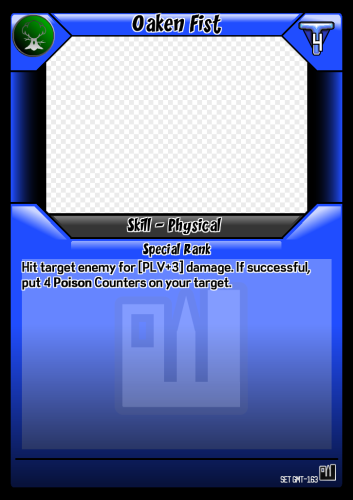 Oaken Fist
4
Skill - Physical
Special Rank
Hit target enemy for [PLV+3] damage. If successful,
put 4 Poison Counters on your target.
SET GMT-163